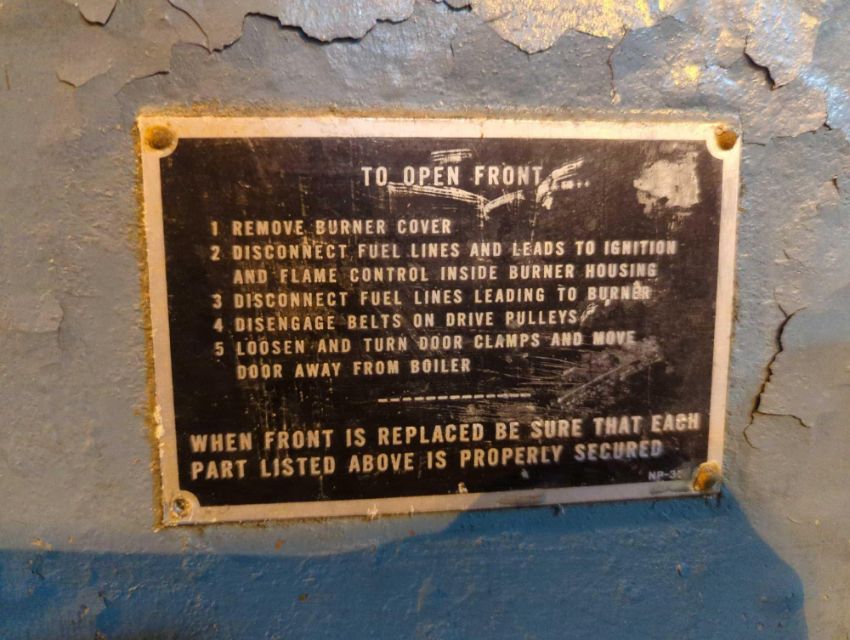 TO OPEN FRONT
1 REMOVE BURNER COVER
2 DISCONNECT FUEL LINES AND LEADS TO IGNITION
AND FLAME CONTROL INSIDE BURNER HOUSING
3 DISCONNECT FUEL LINES LEADING TO BURNER
4 DISENGAGE BELTS ON DRIVE PULLEYS
5 LOOSEN AND TURN DOOR CLAMPS AND MOVE
DOOR AWAY FROM BOILER
WHEN FRONT IS REPLACED BE SURE THAT EACH
PART LISTED ABOVE IS PROPERLY SECURED